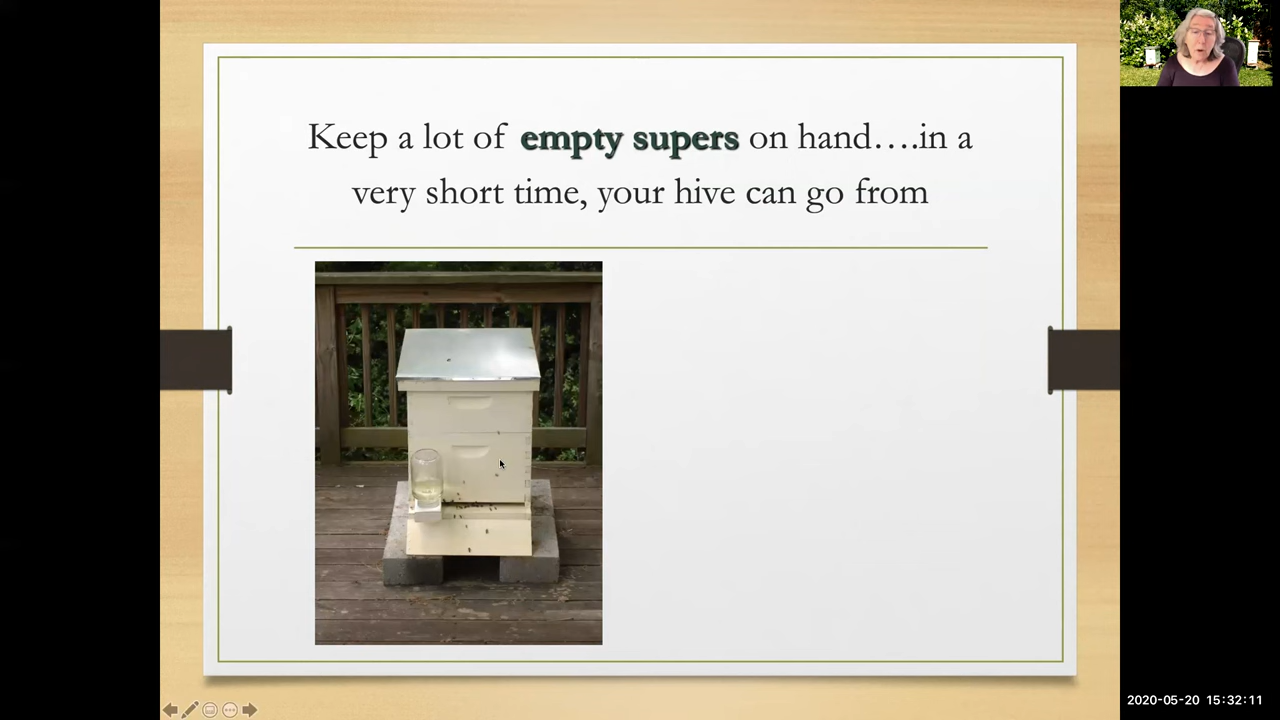 Keep a lot of empty supers on hand….in a
very short time, your hive can go from
2020-05-20 15:32:11